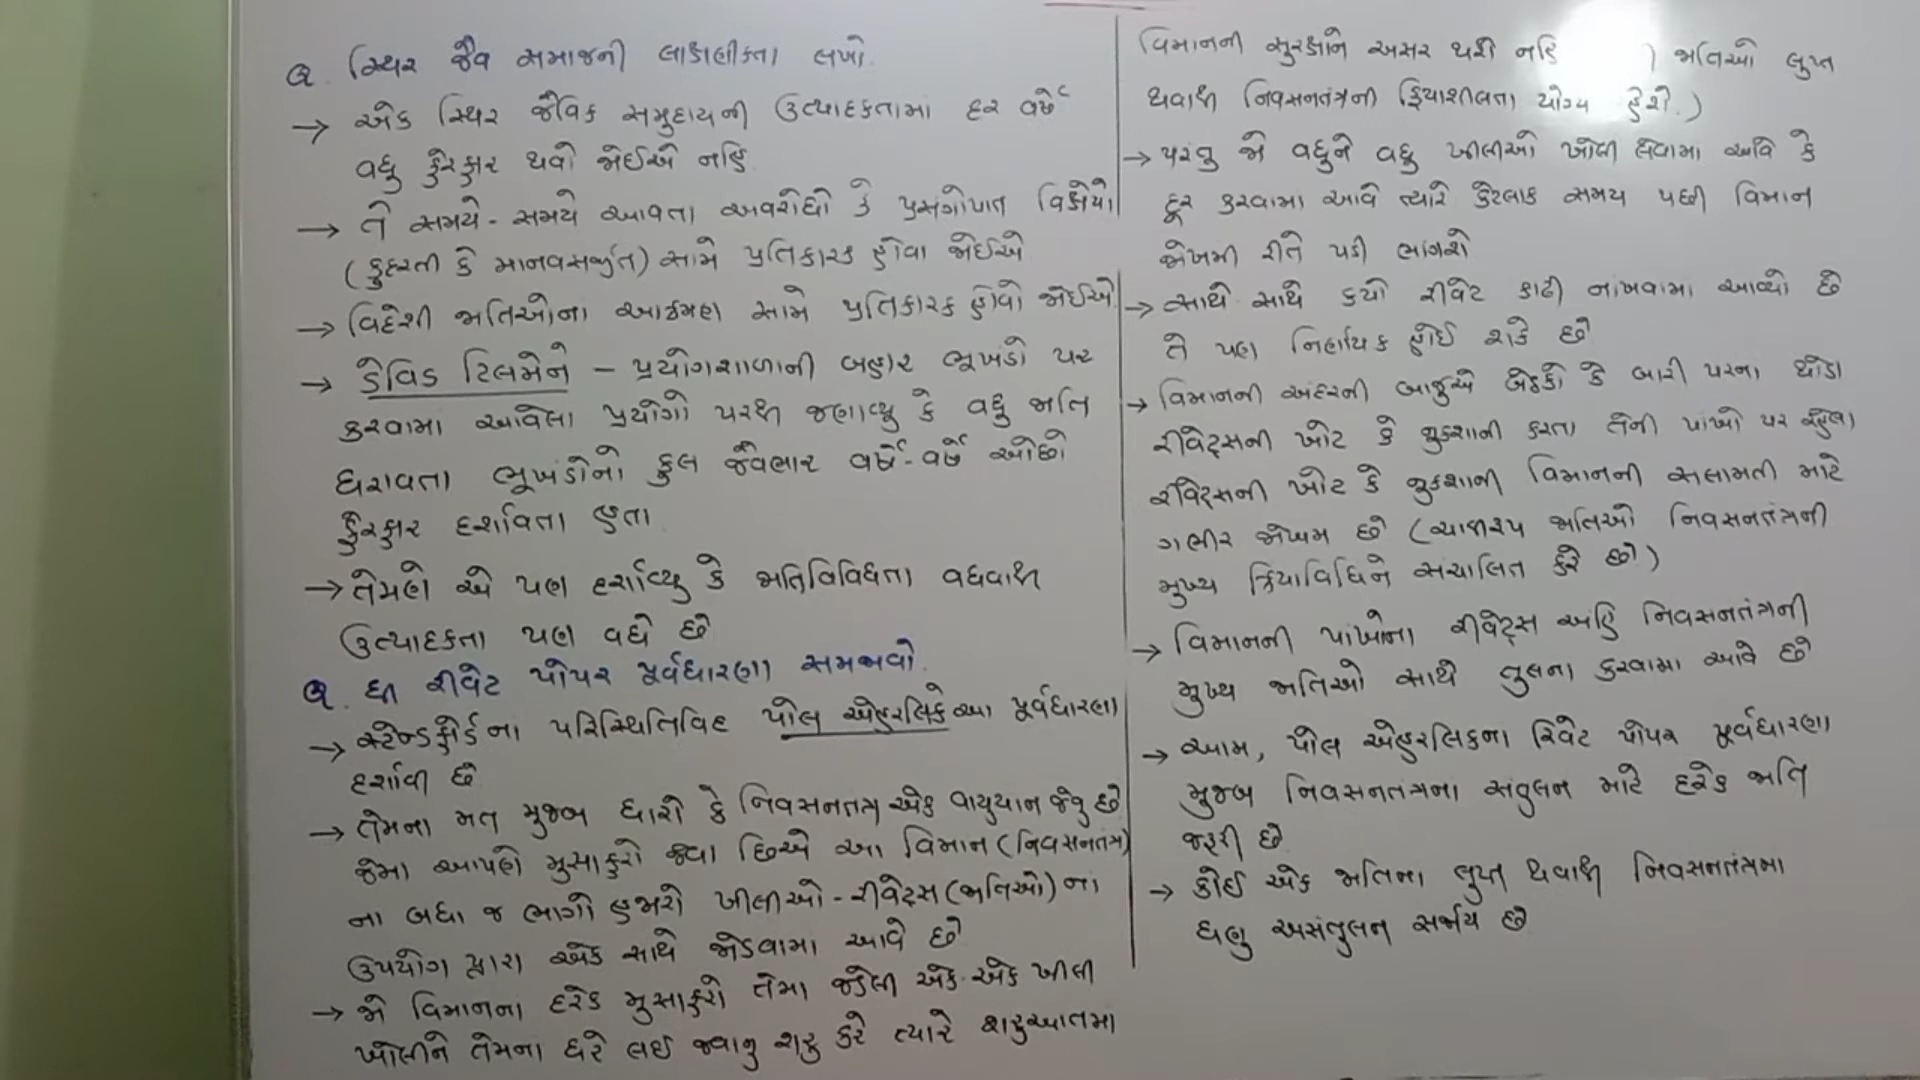 Q. સ્થિર જૈવ સમાજની લાક્ષણીકતા લખો.
→ એક સ્થિર જૈવિક સમુદાયની ઉત્પાદકતામાં દર વર્ષે
વધુ ફેરફાર થવો જોઈએ નહિ
→ તે સમયે-સમયે આવતા અવરોધો કે પ્રસંગોપાત વિક્ષેપો
(કુદરતી કે માનવસર્જીત) સામે પ્રતિકારક હોવા જોઈએ
→ વિદેશી જાતિઓના આક્રમણ સામે પ્રતિકારક હોવો જોઈએ
→ ડેવિડ ટિલમેને - પ્રયોગશાળાની બહાર ભૂખંડો પર
કરવામા આવેલા પ્રયોગો પરથી જણાવ્યુ કે વધુ જાતિ
ધરાવતા ભૂખંડોનો કુલ જૈવભાર વર્ષે-વર્ષે ઓછો
ફેરફાર દર્શાવતા હતા
→ તેમણે એ પણ દર્શાવ્યુ કે જાતિવિવિધતા વધવાથી
ઉત્પાદકતા પણ વધે છે
Q. ધ રીવેટ પોપર પૂર્વધારણા સમજાવો.
→ સ્ટેન્ડફોર્ડના પરિસ્થિતિવિદ પોલ એહરલિકે આ પૂર્વધારણા
દર્શાવી છે
→ તેમના મત મુજબ ધારો કે નિવસનતંત્ર એક વાયુયાન જેવુ છે
જેમા આપણે મુસાફરો જેવા છિએ આ વિમાન (નિવસનતંત્ર)
ના બધા જ ભાગો હજારો ખીલીઓ-રીવેટ્સ (જાતિઓ) ના
ઉપયોગ દ્વારા એક સાથે જોડવામા આવે છે
→ જો વિમાનના દરેક મુસાફરો તેમા જડેલી એક-એક ખીલી
ખોલીને તેમના ઘરે લઈ જવાનુ શરૂ કરે ત્યારે શરૂઆતમા
વિમાનની સુરક્ષાને અસર થશે નહિ ) જાતિઓ લુપ્ત
થવાથી નિવસનતંત્રની ક્રિયાશીલતા યોગ્ય હશે.)
→ પરંતુ જો વધુને વધુ ખીલીઓ ખોલી લેવામા આવે કે
દૂર કરવામા આવે ત્યારે કેટલાક સમય પછી વિમાન
જોખમી રીતે પડી ભાંગશે
→ સાથે સાથે કયો રીવેટ કાઢી નાંખવામા આવ્યો છે
તે પણ નિર્ણાયક હોઈ શકે છે
→ વિમાનની અંદરની બાજુએ બેઠકો કે બારી પરના થોડા
રીવેટ્સની ખોટ કે નુકશાની કરતા તેની પાંખો પર રહેલા
રીવેટ્સની ખોટ કે નુકશાની વિમાનની સલામતી માટે
ગંભીર જોખમ છે (ચાવીરૂપ જાતિઓ નિવસનતંત્રની
મુખ્ય ક્રિયાવિધિને સંચાલિત કરે છે)
→ વિમાનની પાંખોના રીવેટ્સ અહિ નિવસનતંત્રની
મુખ્ય જાતિઓ સાથે તુલના કરવામા આવે છે
→ આમ, પોલ એહરલિકના રિવેટ પોપર પૂર્વધારણા
મુજબ નિવસનતંત્રના સંતુલન માટે દરેક જાતિ
જરૂરી છે
→ કોઈ એક જાતિના લુપ્ત થવાથી નિવસનતંત્રમા
ઘણુ અસંતુલન સર્જાય છે